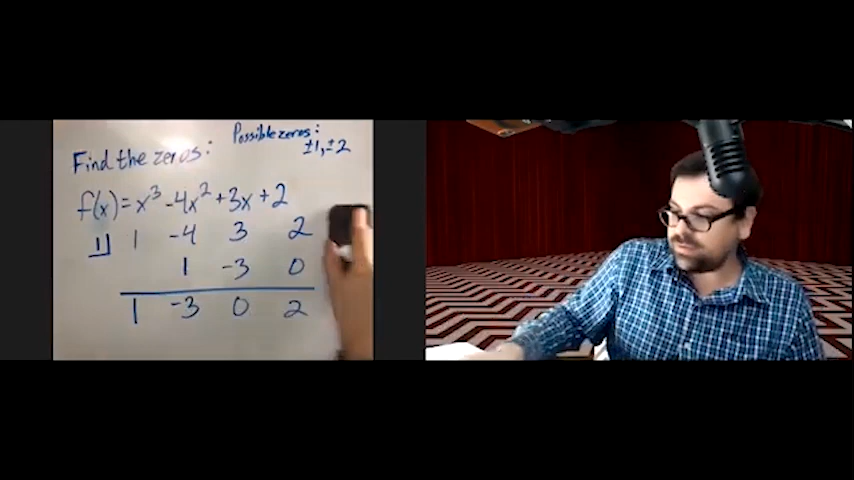 Possible zeros:
±1, ±2
Find the zeros:
f(x) = x³ -4x² +3x +2
1 1 -4 3 2
1 -3 0
1 -3 0 2